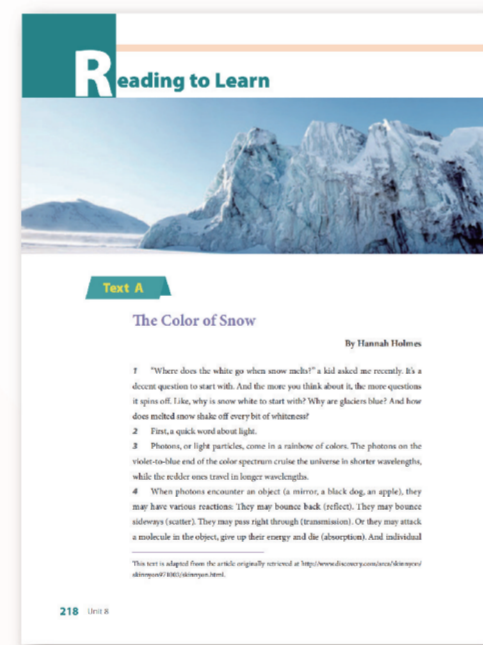 Reading to Learn
Text A
The Color of Snow
By Hannah Holmes
1 "Where does the white go when snow melts?" a kid asked me recently. It's a
decent question to start with. And the more you think about it, the more questions
it spins off. Like, why is snow white to start with? Why are glaciers blue? And how
does melted snow shake off every bit of whiteness?
2 First, a quick word about light.
3 Photons, or light particles, come in a rainbow of colors. The photons on the
violet-to-blue end of the color spectrum cruise the universe in shorter wavelengths,
while the redder ones travel in longer wavelengths.
4 When photons encounter an object (a mirror, a black dog, an apple), they
may have various reactions: They may bounce back (reflect). They may bounce
sideways (scatter). They may pass right through (transmission). Or they may attack
a molecule in the object, give up their energy and die (absorption). And individual
This text is adapted from the article originally retrieved at
218 Unit 8